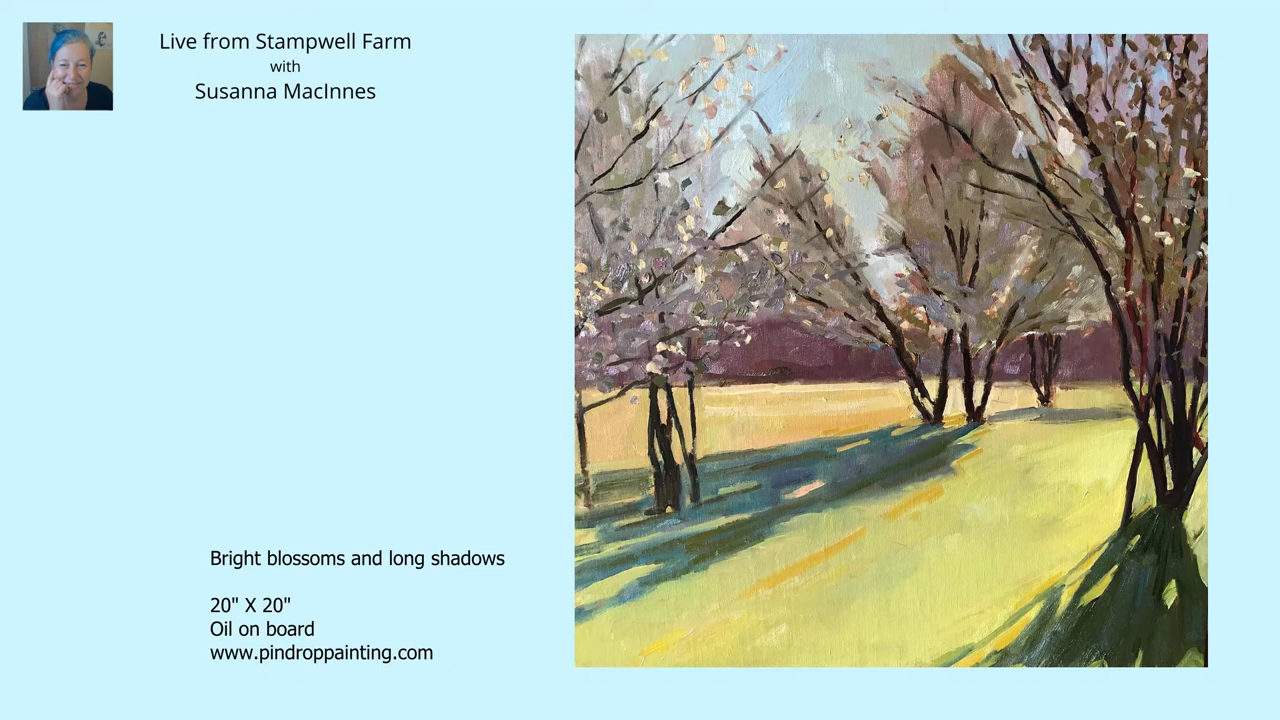 Live from Stampwell Farm
with
Susanna MacInnes
Bright blossoms and long shadows
20" X 20"
Oil on board
www.pindroppainting.com